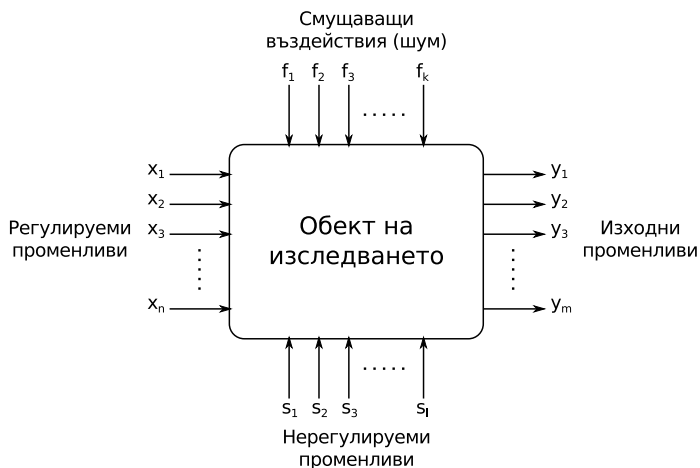 Смущаващи
въздействия (шум)
f1 f2 f3 ..... fk
x1
x2
x3
xn
Регулируеми
променливи
Обект на
изследването
y1
y2
y3
ym
Изходни
променливи
s1 s2 s3 ..... sl
Нерегулируеми
променливи